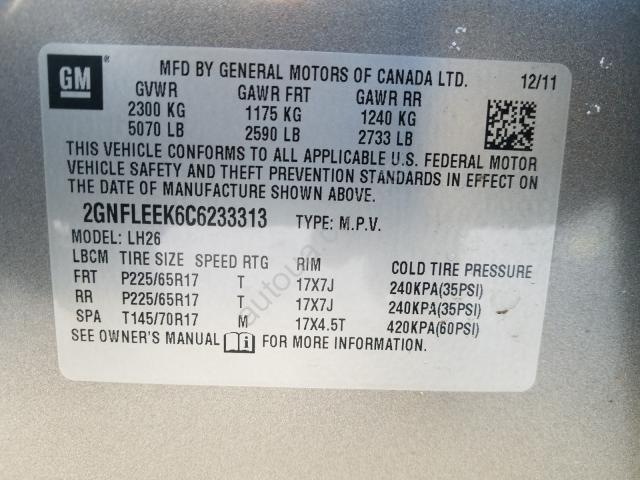 GM ®
MFD BY GENERAL MOTORS OF CANADA LTD. 12/11
GVWR GAWR FRT GAWR RR
2300 KG 1175 KG 1240 KG
5070 LB 2590 LB 2733 LB
THIS VEHICLE CONFORMS TO ALL APPLICABLE U.S. FEDERAL MOTOR
VEHICLE SAFETY AND THEFT PREVENTION STANDARDS IN EFFECT ON
THE DATE OF MANUFACTURE SHOWN ABOVE.
2GNFLEEK6C6233313 TYPE: M.P.V.
MODEL: LH26
LBCM TIRE SIZE SPEED RTG RIM COLD TIRE PRESSURE
FRT P225/65R17 T 17X7J 240KPA(35PSI)
RR P225/65R17 T 17X7J 240KPA(35PSI)
SPA T145/70R17 M 17X4.5T 420KPA(60PSI)
SEE OWNER'S MANUAL FOR MORE INFORMATION.